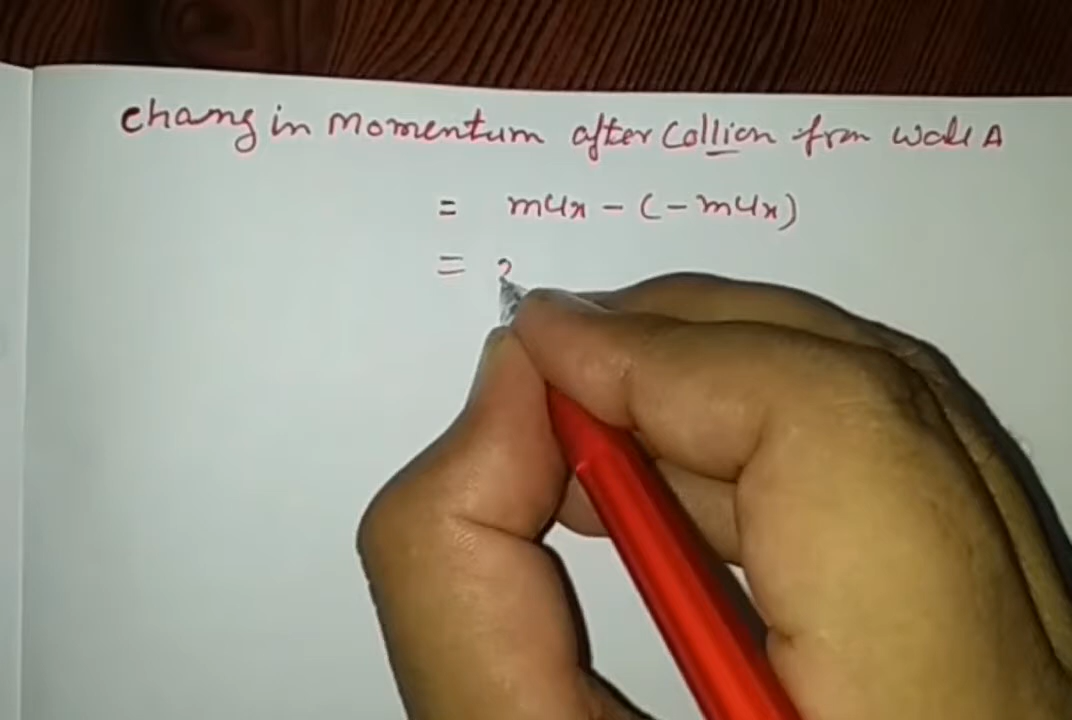 chang in Momentum after Collion from wall A
= mux - (-mux)
= 2